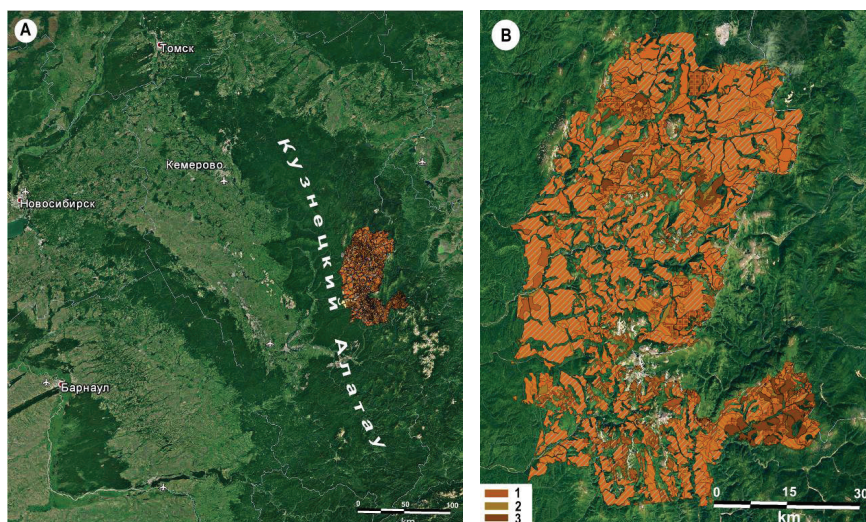 A
Томск
Кемерово
Новосибирск
Барнаул
Кузнецкий Алатау
0 50 100
km
B
1
2
3
0 15 30
km